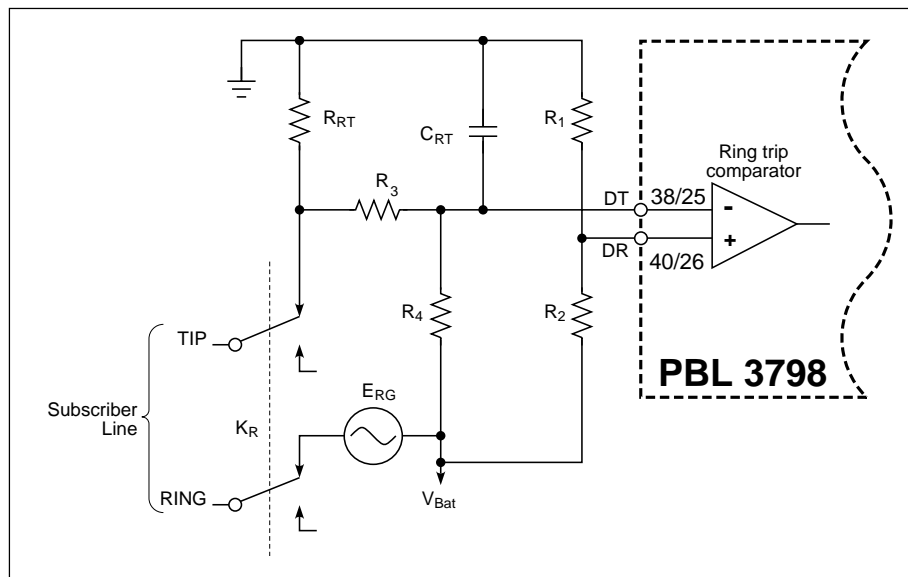 R_RT
C_RT
R_1
Ring trip
comparator
R_3
DT
38/25
-
DR
+
40/26
R_4
R_2
TIP
PBL 3798
E_RG
Subscriber
Line
K_R
RING
V_Bat